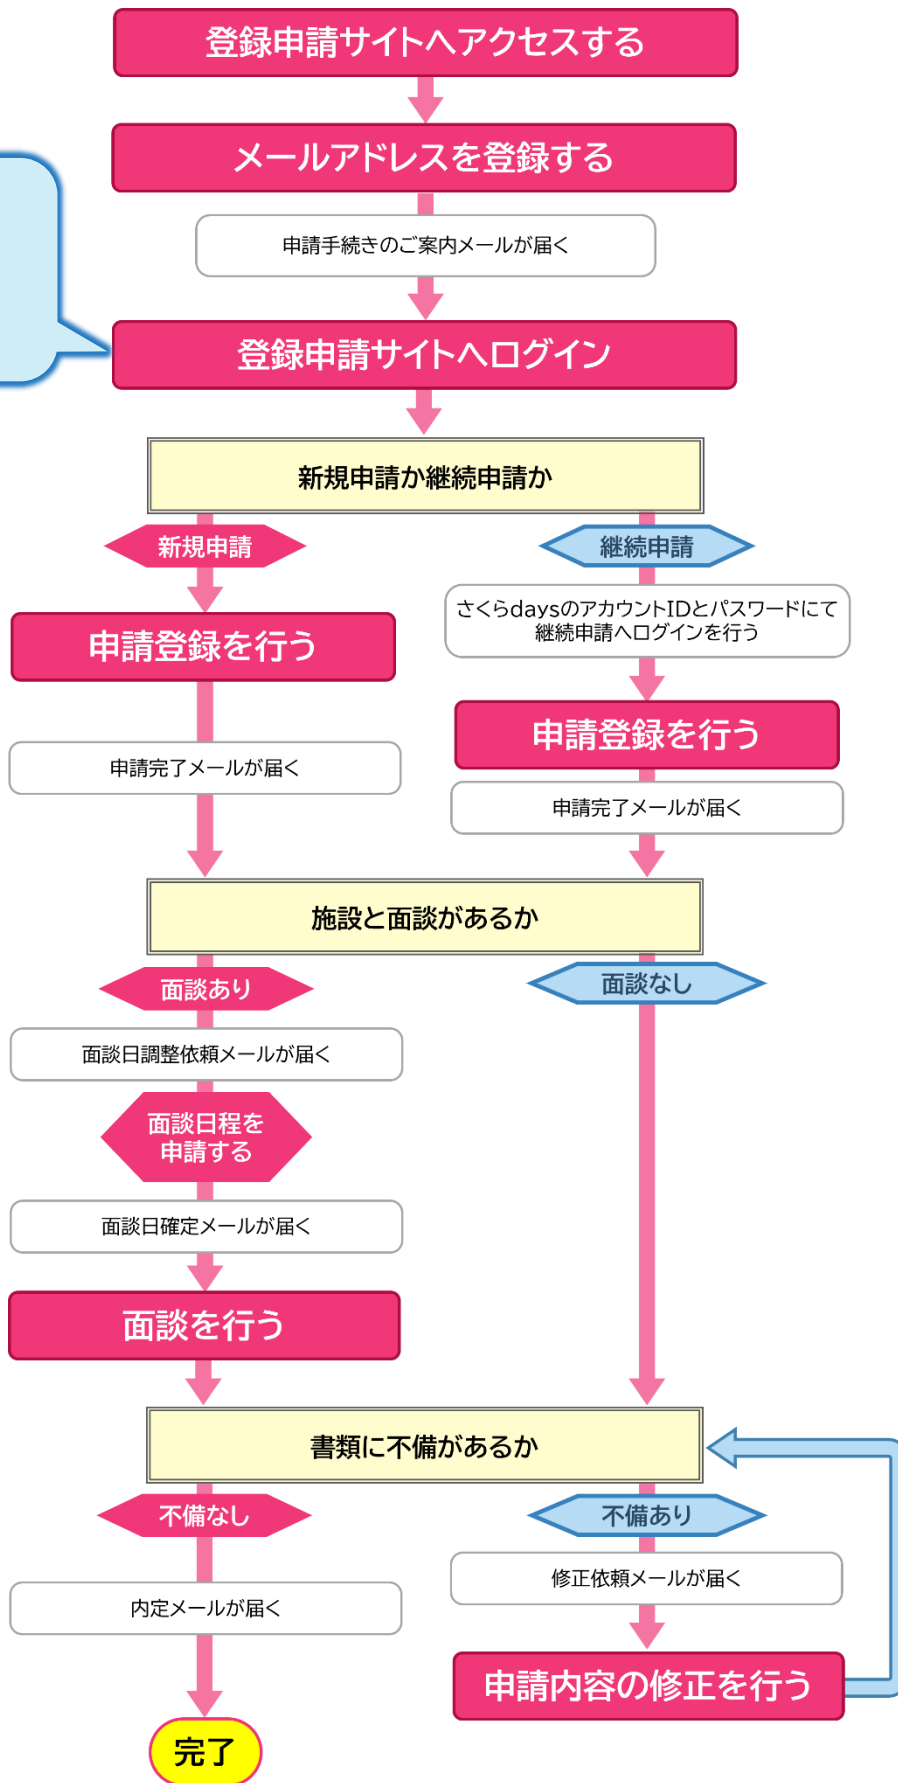 登録申請サイトへアクセスする
メールアドレスを登録する
申請手続きのご案内メールが届く
登録申請サイトへログイン
新規申請か継続申請か
新規申請
継続申請
さくらdaysのアカウントIDとパスワードにて
継続申請へログインを行う
申請登録を行う
申請登録を行う
申請完了メールが届く
申請完了メールが届く
施設と面談があるか
面談あり
面談なし
面談日調整依頼メールが届く
面談日程を
申請する
面談日確定メールが届く
面談を行う
書類に不備があるか
不備なし
不備あり
修正依頼メールが届く
内定メールが届く
申請内容の修正を行う
完了